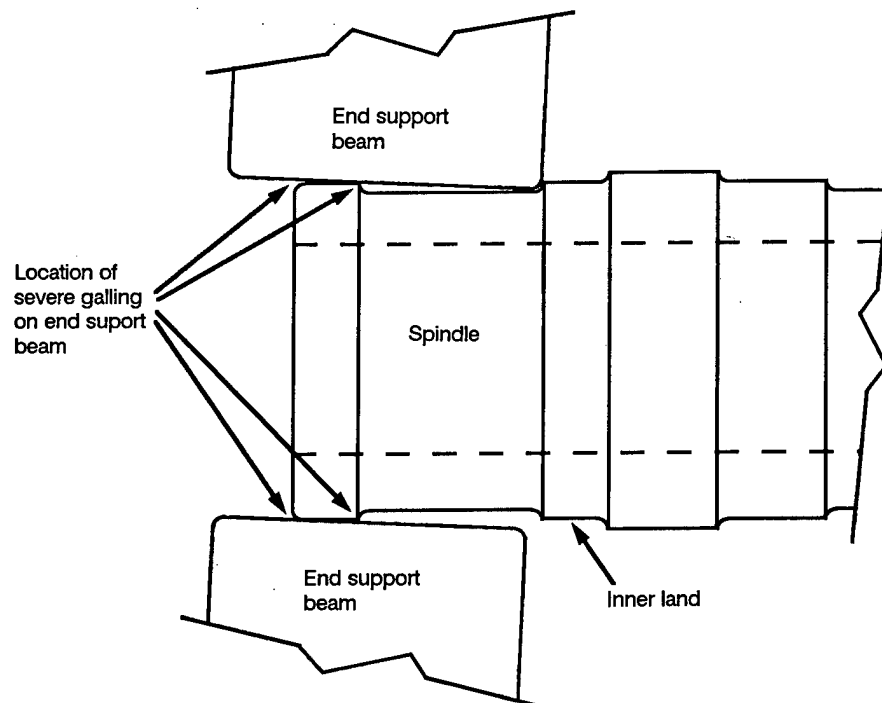 End support
beam
Location of
severe galling
on end suport
beam
Spindle
End support
beam
Inner land